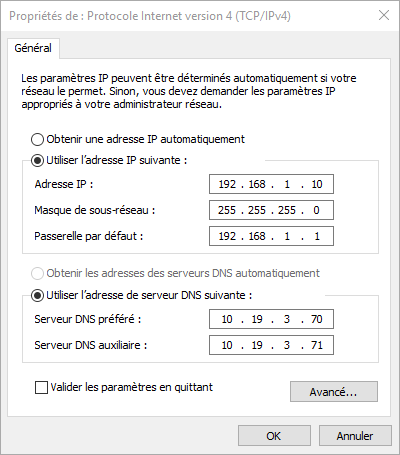 Propriétés de : Protocole Internet version 4 (TCP/IPv4)
Général
Les paramètres IP peuvent être déterminés automatiquement si votre
réseau le permet. Sinon, vous devez demander les paramètres IP
appropriés à votre administrateur réseau.
Obtenir une adresse IP automatiquement
Utiliser l'adresse IP suivante :
Adresse IP : 192 . 168 . 1 . 10
Masque de sous-réseau : 255 . 255 . 255 . 0
Passerelle par défaut : 192 . 168 . 1 . 1
Obtenir les adresses des serveurs DNS automatiquement
Utiliser l'adresse de serveur DNS suivante :
Serveur DNS préféré : 10 . 19 . 3 . 70
Serveur DNS auxiliaire : 10 . 19 . 3 . 71
Valider les paramètres en quittant
Avancé...
OK Annuler